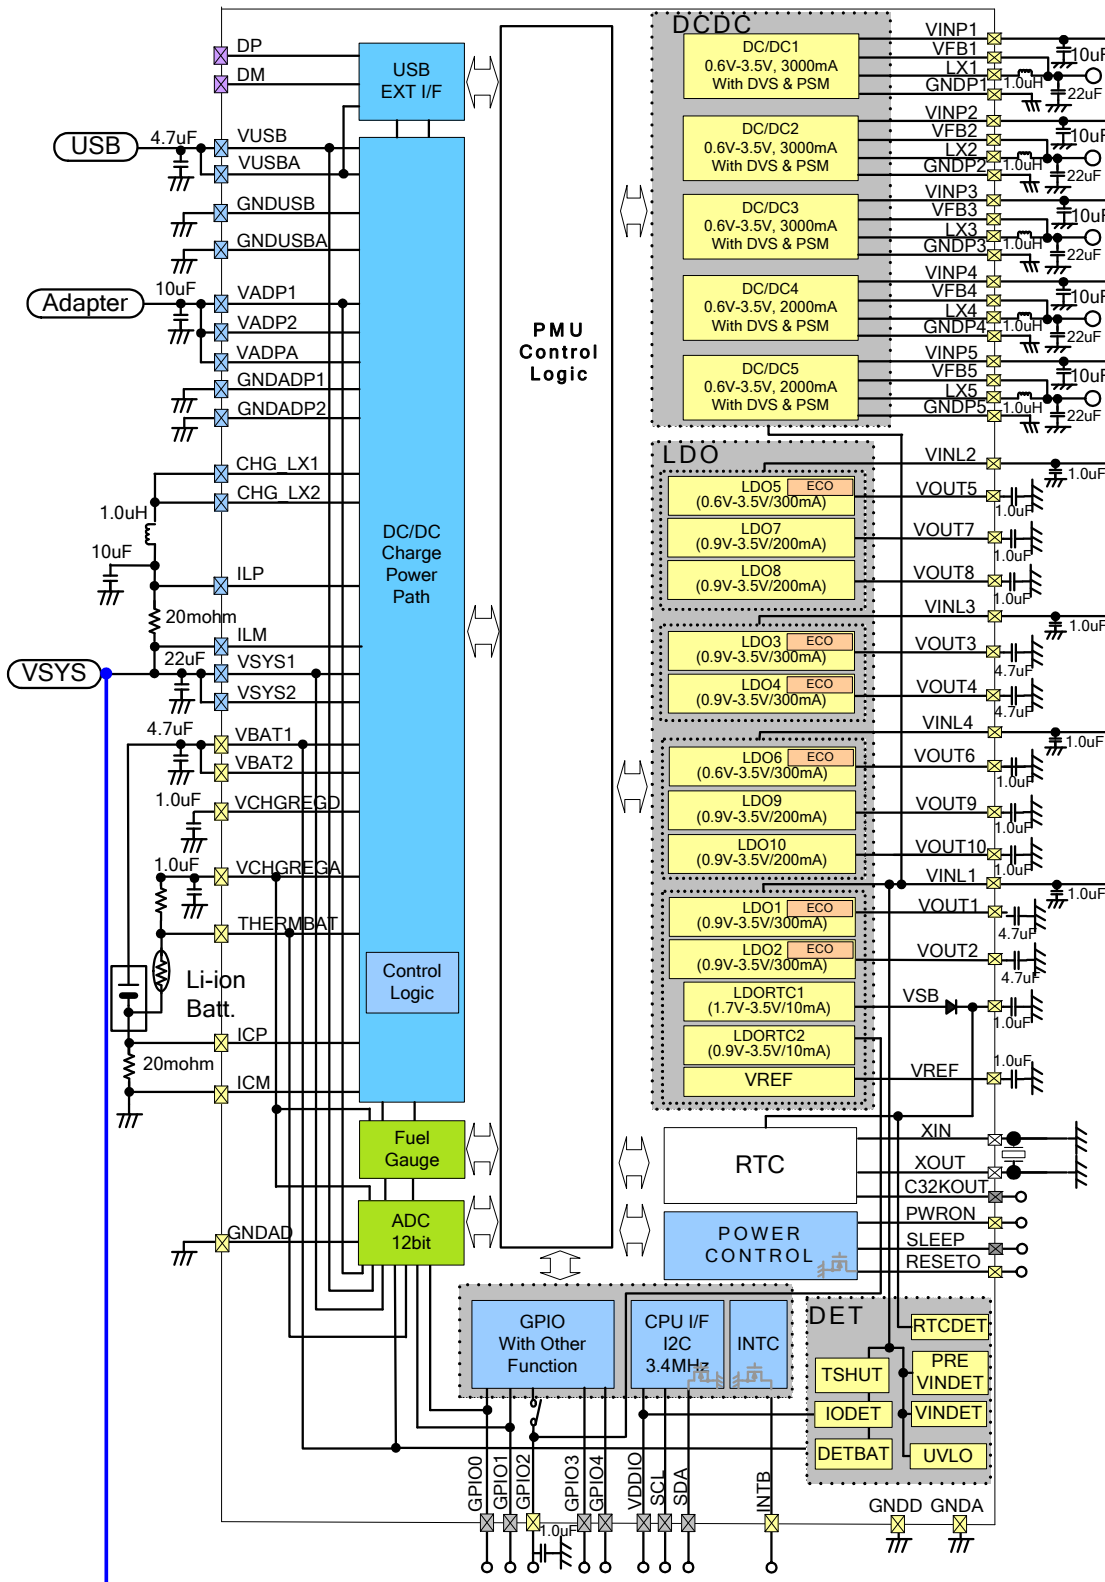 DP
DM
USB
EXT I/F
USB
4.7uF
VUSB
VUSBA
GNDUSB
GNDUSBA
Adapter
10uF
VADP1
VADP2
VADPA
GNDADP1
GNDADP2
CHG_LX1
CHG_LX2
1.0uH
10uF
ILP
20mohm
ILM
VSYS
22uF
VSYS1
VSYS2
4.7uF
VBAT1
VBAT2
1.0uF
VCHGREGD
1.0uF
VCHGREGA
THERMBAT
Li-ion
Batt.
ICP
20mohm
ICM
GNDAD
DC/DC
Charge
Power
Path
Control
Logic
Fuel
Gauge
ADC
12bit
PMU
Control
Logic
DCDC
DC/DC1
0.6V-3.5V, 3000mA
With DVS & PSM
DC/DC2
0.6V-3.5V, 3000mA
With DVS & PSM
DC/DC3
0.6V-3.5V, 3000mA
With DVS & PSM
DC/DC4
0.6V-3.5V, 2000mA
With DVS & PSM
DC/DC5
0.6V-3.5V, 2000mA
With DVS & PSM
VINP1
VFB1
LX1
GNDP1
10uF
1.0uH
22uF
VINP2
VFB2
LX2
GNDP2
10uF
1.0uH
22uF
VINP3
VFB3
LX3
GNDP3
10uF
1.0uH
22uF
VINP4
VFB4
LX4
GNDP4
10uF
1.0uH
22uF
VINP5
VFB5
LX5
GNDP5
10uF
1.0uH
22uF
LDO
LDO5 ECO
(0.6V-3.5V/300mA)
LDO7
(0.9V-3.5V/200mA)
LDO8
(0.9V-3.5V/200mA)
LDO3 ECO
(0.9V-3.5V/300mA)
LDO4 ECO
(0.9V-3.5V/300mA)
LDO6 ECO
(0.6V-3.5V/300mA)
LDO9
(0.9V-3.5V/200mA)
LDO10
(0.9V-3.5V/200mA)
LDO1 ECO
(0.9V-3.5V/300mA)
LDO2 ECO
(0.9V-3.5V/300mA)
LDORTC1
(1.7V-3.5V/10mA)
LDORTC2
(0.9V-3.5V/10mA)
VREF
VINL2
1.0uF
VOUT5
1.0uF
VOUT7
1.0uF
VOUT8
1.0uF
VINL3
1.0uF
VOUT3
4.7uF
VOUT4
4.7uF
VINL4
1.0uF
VOUT6
1.0uF
VOUT9
1.0uF
VOUT10
1.0uF
VINL1
1.0uF
VOUT1
4.7uF
VOUT2
4.7uF
VSB
1.0uF
VREF
1.0uF
RTC
XIN
XOUT
C32KOUT
POWER
CONTROL
PWRON
SLEEP
RESETO
GPIO
With Other
Function
CPU I/F
I2C
3.4MHz
INTC
DET
RTCDET
TSHUT
PRE
VINDET
IODET
VINDET
DETBAT
UVLO
GPIO0
GPIO1
GPIO2
GPIO3
GPIO4
VDDIO
SCL
SDA
INTB
1.0uF
GNDD
GNDA